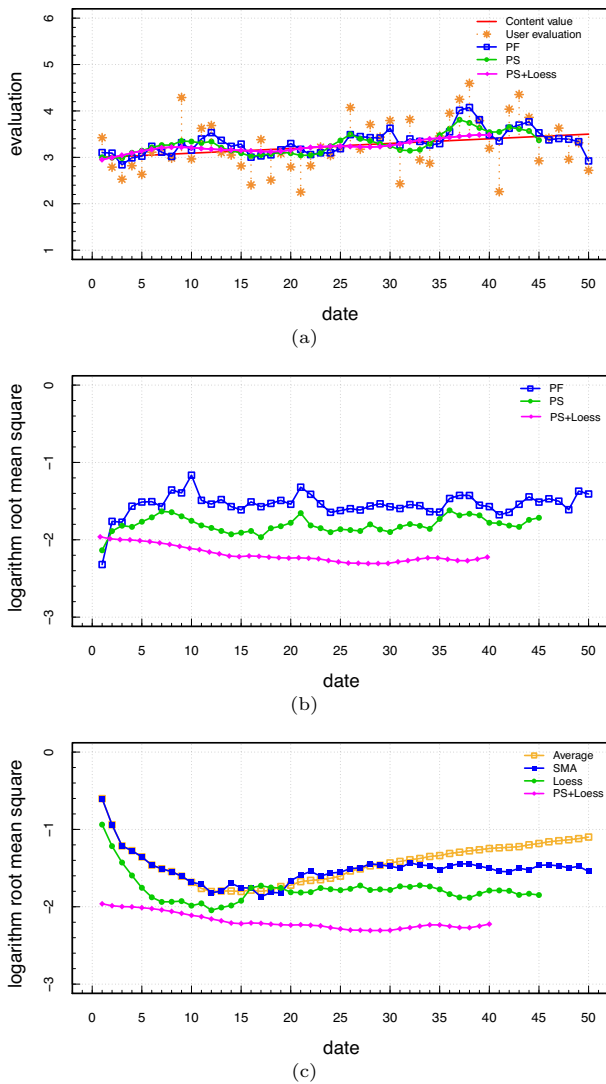 6
5
4
3
2
1
evaluation
Content value
User evaluation
PF
PS
PS+Loess
0 5 10 15 20 25 30 35 40 45 50
date
(a)
0
-1
-2
-3
logarithm root mean square
PF
PS
PS+Loess
0 5 10 15 20 25 30 35 40 45 50
date
(b)
0
-1
-2
-3
logarithm root mean square
Average
SMA
Loess
PS+Loess
0 5 10 15 20 25 30 35 40 45 50
date
(c)